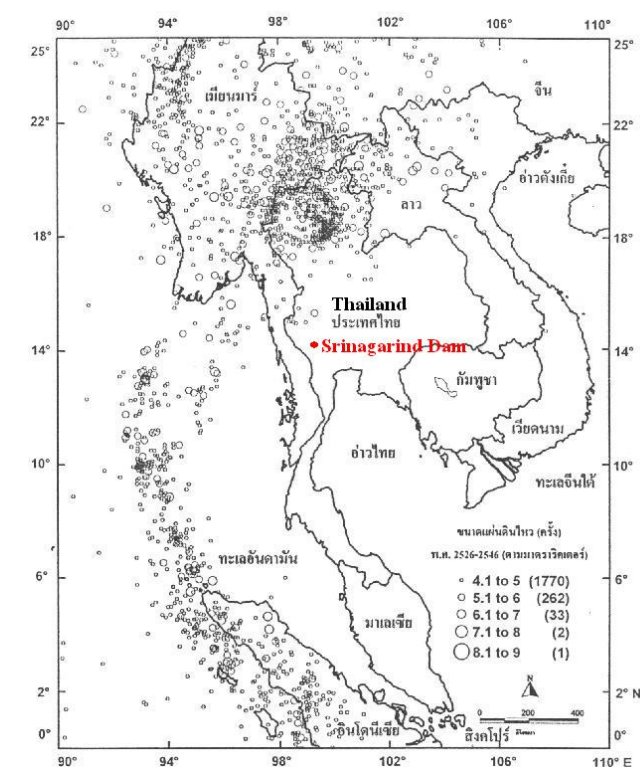 90° 94° 98° 102° 106° 110°
25° 25°
เมียนมาร์
จีน
22° 22°
อ่าวตังเกี๋ย
ลาว
18° 18°
Thailand
ประเทศไทย
Srinagarind Dam
14° 14°
กัมพูชา
เวียดนาม
อ่าวไทย
10° 10°
ทะเลจีนใต้
ขนาดแผ่นดินไหว (ครั้ง)
พ.ศ. 2526-2546 (ตามมาตราริคเตอร์)
ทะเลอันดามัน
6° 6°
4.1 to 5 (1770)
5.1 to 6 (262)
6.1 to 7 (33)
7.1 to 8 (2)
8.1 to 9 (1)
มาเลเซีย
N
2° 2° N
0 200 400
อินโดนีเซีย
สิงคโปร์
0° 0°
90° 94° 98° 102° 106° 110° E